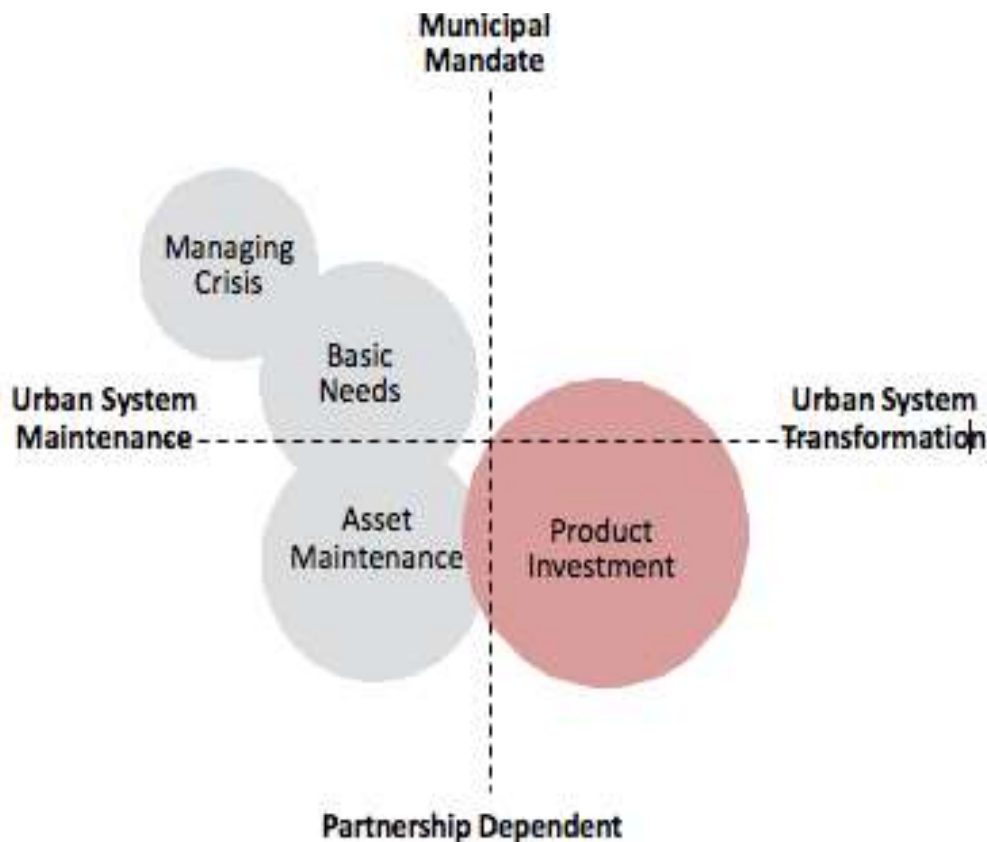 Municipal
Mandate
Managing
Crisis
Basic
Needs
Urban System
Maintenance
Urban System
Transformation
Asset
Maintenance
Product
Investment
Partnership Dependent